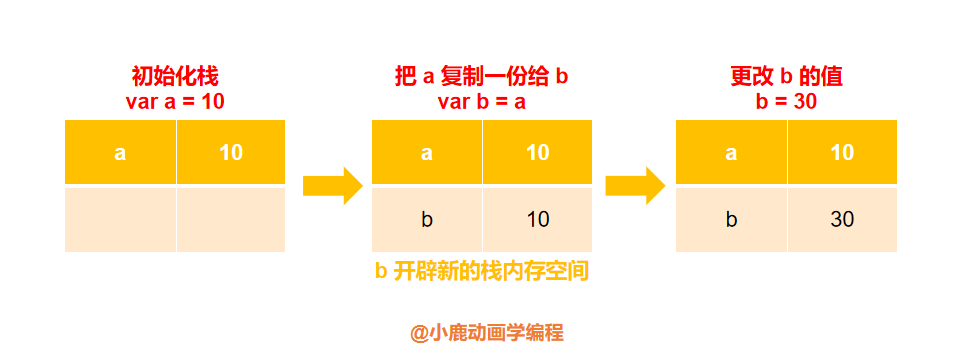 初始化栈
var a = 10
a 10
把 a 复制一份给 b
var b = a
a 10
b 10
b 开辟新的栈内存空间
更改 b 的值
b = 30
a 10
b 30
@小鹿动画学编程